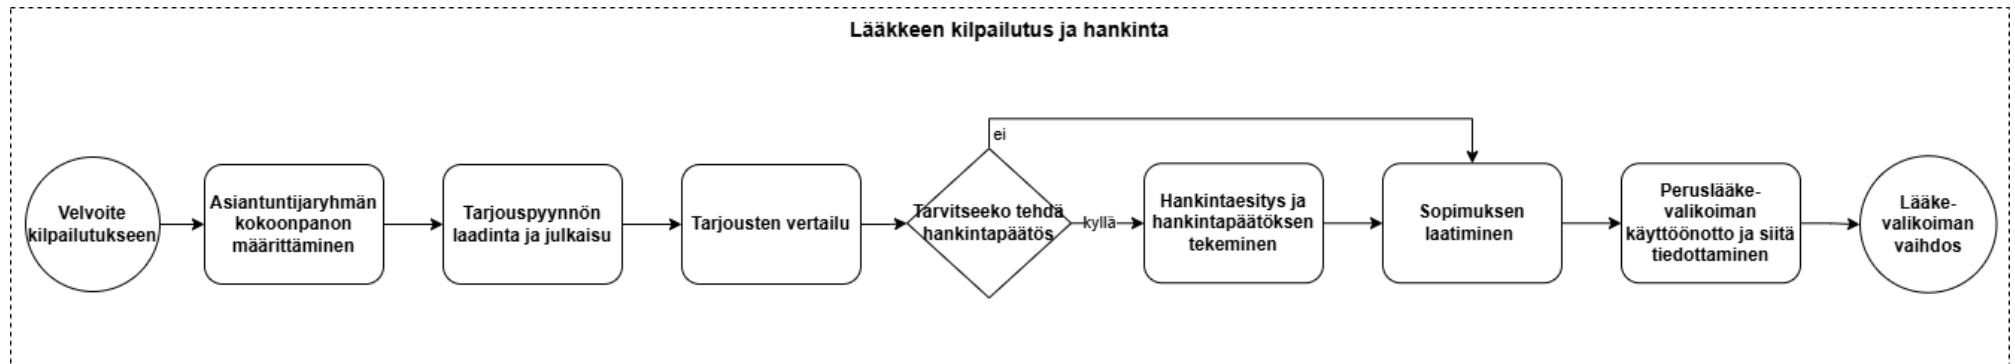 Lääkkeen kilpailutus ja hankinta
Velvoite
kilpailutukseen
Asiantuntijaryhmän
kokoonpanon
määrittäminen
Tarjouspyynnön
laadinta ja julkaisu
Tarjousten vertailu
Tarvitseeko tehdä
hankintapäätös
ei
kyllä
Hankintaesitys ja
hankintapäätöksen
tekeminen
Sopimuksen
laatiminen
Peruslääke-
valikoiman
käyttöönotto ja siitä
tiedottaminen
Lääke-
valikoiman
vaihdos